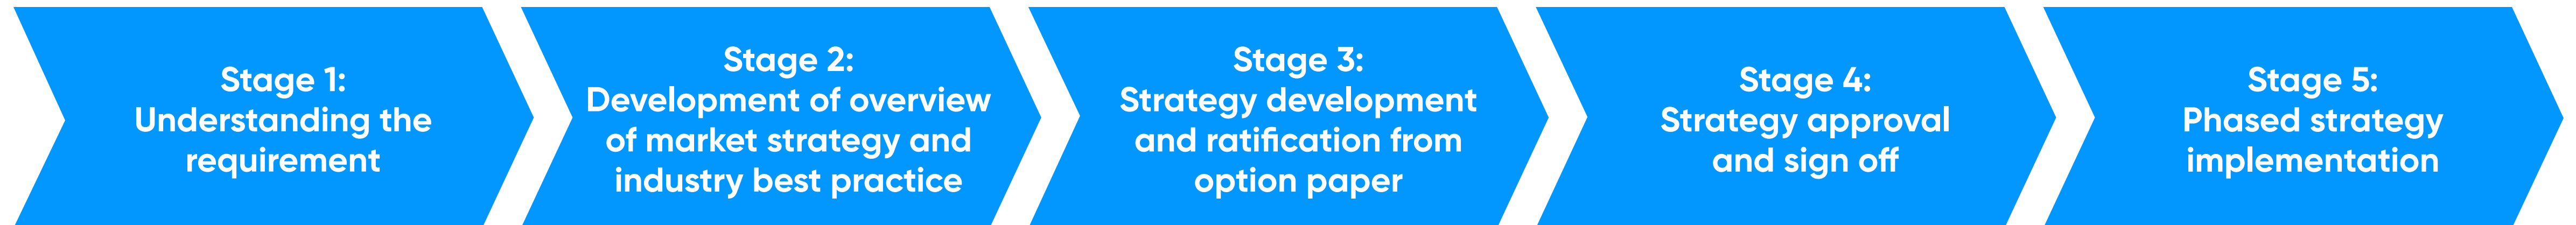 Stage 1:
Understanding the
requirement
Stage 2:
Development of overview
of market strategy and
industry best practice
Stage 3:
Strategy development
and ratification from
option paper
Stage 4:
Strategy approval
and sign off
Stage 5:
Phased strategy
implementation